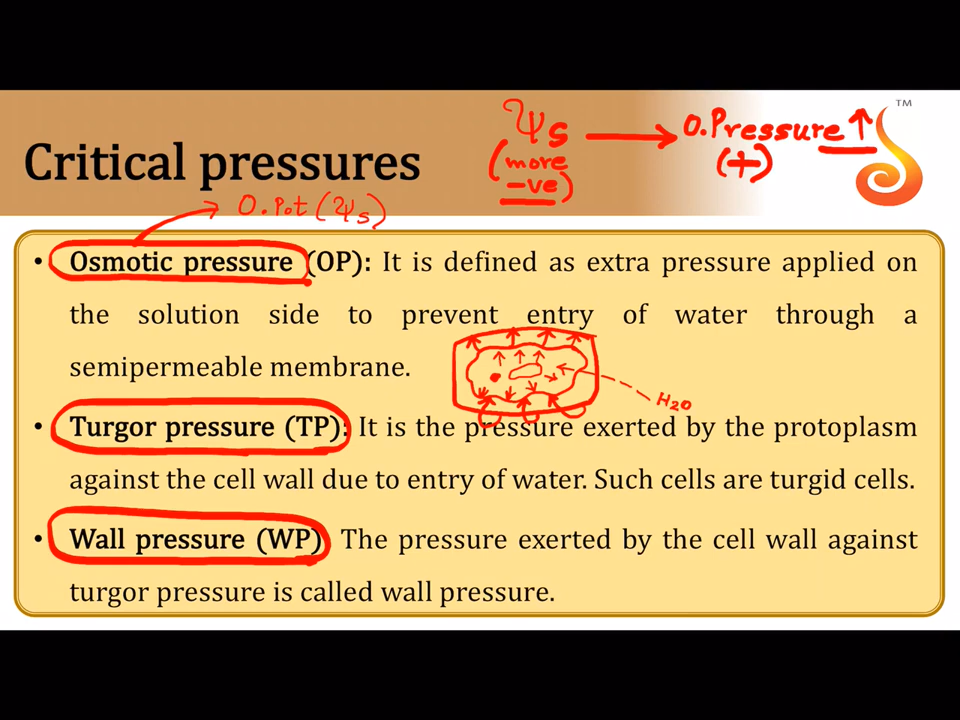 TM
Critical pressures
Ψs → O.Pressure ↑
(more -ve) (+)
O.Pot (Ψs)
• Osmotic pressure (OP): It is defined as extra pressure applied on
the solution side to prevent entry of water through a
semipermeable membrane.
H2O
• Turgor pressure (TP): It is the pressure exerted by the protoplasm
against the cell wall due to entry of water. Such cells are turgid cells.
• Wall pressure (WP) The pressure exerted by the cell wall against
turgor pressure is called wall pressure.